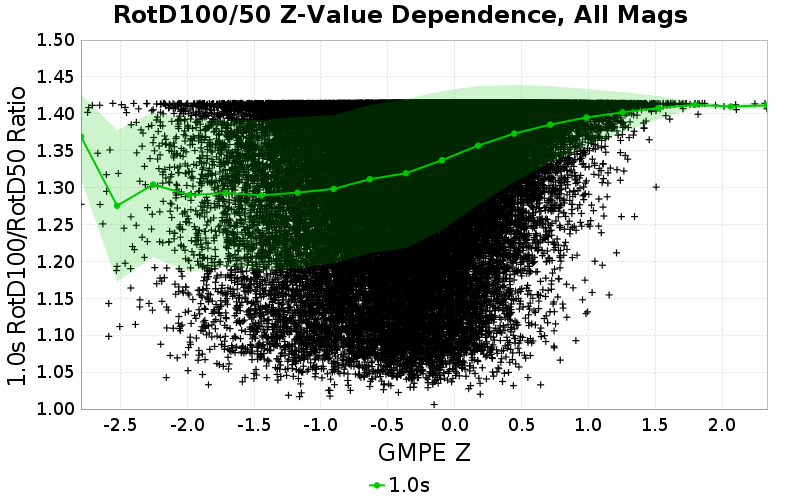 RotD100/50 Z-Value Dependence, All Mags
1.0s RotD100/RotD50 Ratio
1.50
1.45
1.40
1.35
1.30
1.25
1.20
1.15
1.10
1.05
1.00
-2.5 -2.0 -1.5 -1.0 -0.5 0.0 0.5 1.0 1.5 2.0
GMPE Z
1.0s